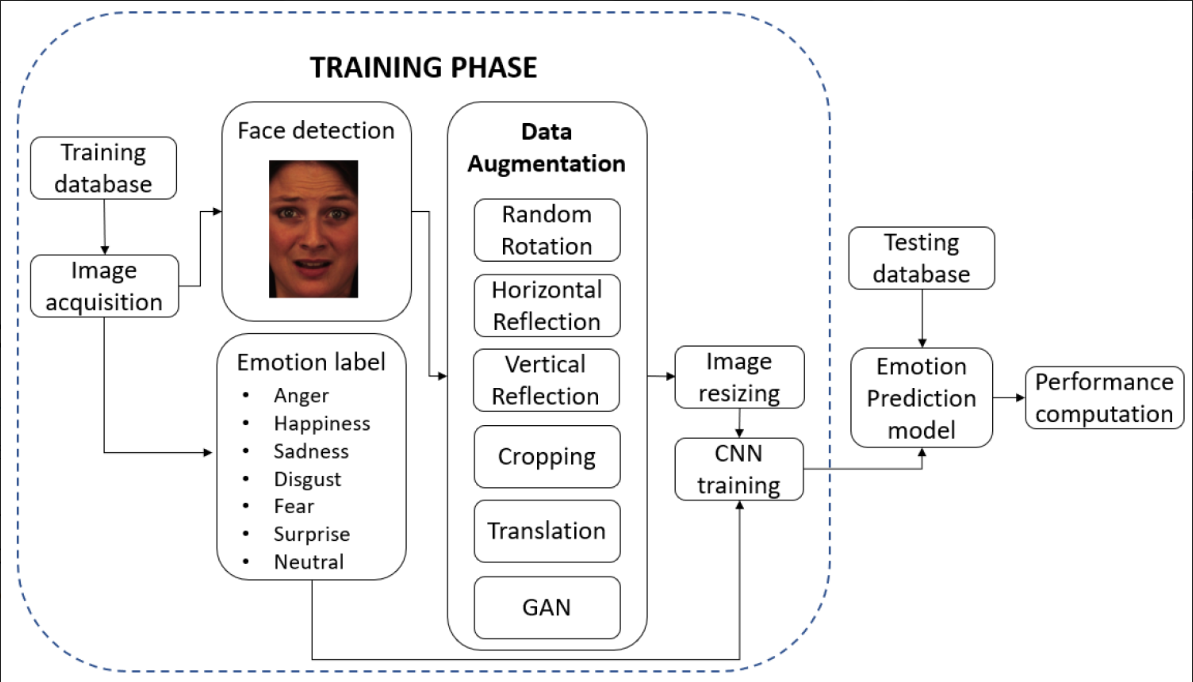 TRAINING PHASE
Training
database
Image
acquisition
Face detection
Emotion label
• Anger
• Happiness
• Sadness
• Disgust
• Fear
• Surprise
• Neutral
Data
Augmentation
Random
Rotation
Horizontal
Reflection
Vertical
Reflection
Cropping
Translation
GAN
Image
resizing
CNN
training
Testing
database
Emotion
Prediction
model
Performance
computation